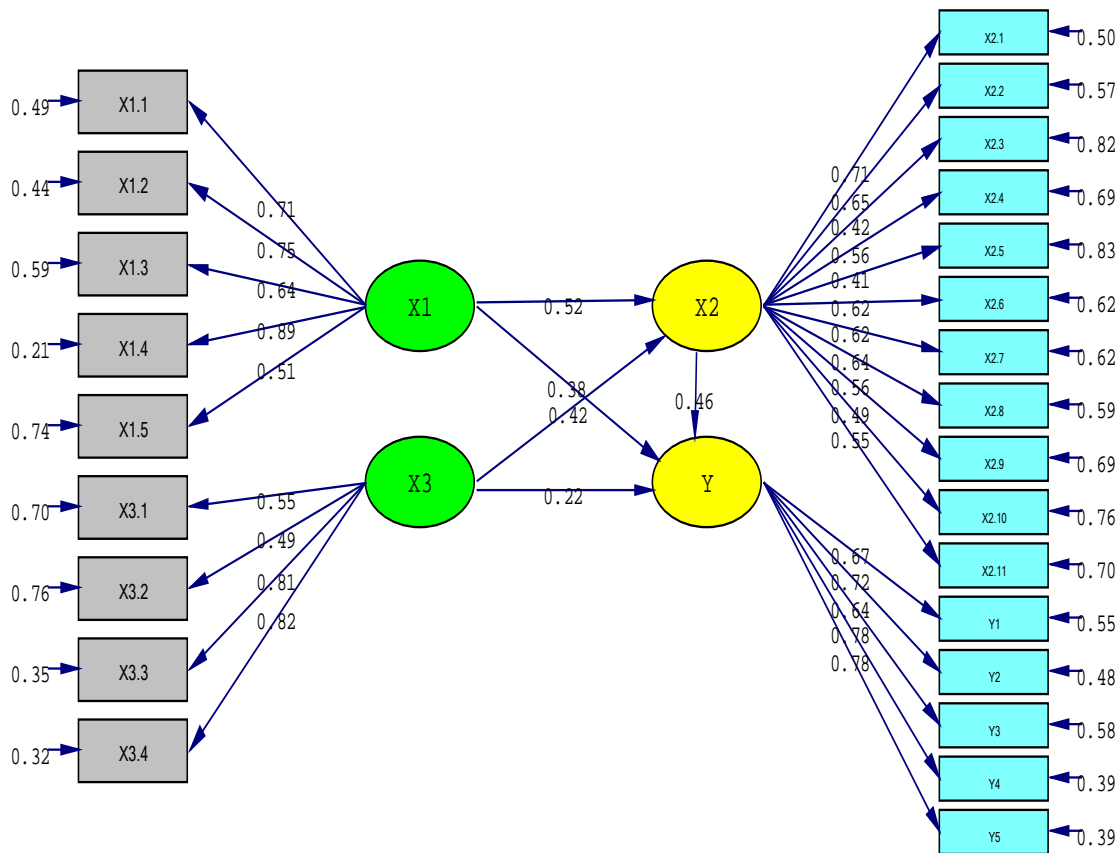 0.49 X1.1
0.44 X1.2
0.59 X1.3
0.21 X1.4
0.74 X1.5
0.70 X3.1
0.76 X3.2
0.35 X3.3
0.32 X3.4
0.71
0.75
0.64
0.89
0.51
0.55
0.49
0.81
0.82
X1
X3
0.52
0.38
0.42
0.46
0.22
X2
Y
0.71
0.65
0.42
0.56
0.41
0.62
0.62
0.64
0.56
0.49
0.55
0.67
0.72
0.64
0.78
0.78
X2.1 0.50
X2.2 0.57
X2.3 0.82
X2.4 0.69
X2.5 0.83
X2.6 0.62
X2.7 0.62
X2.8 0.59
X2.9 0.69
X2.10 0.76
X2.11 0.70
Y1 0.55
Y2 0.48
Y3 0.58
Y4 0.39
Y5 0.39